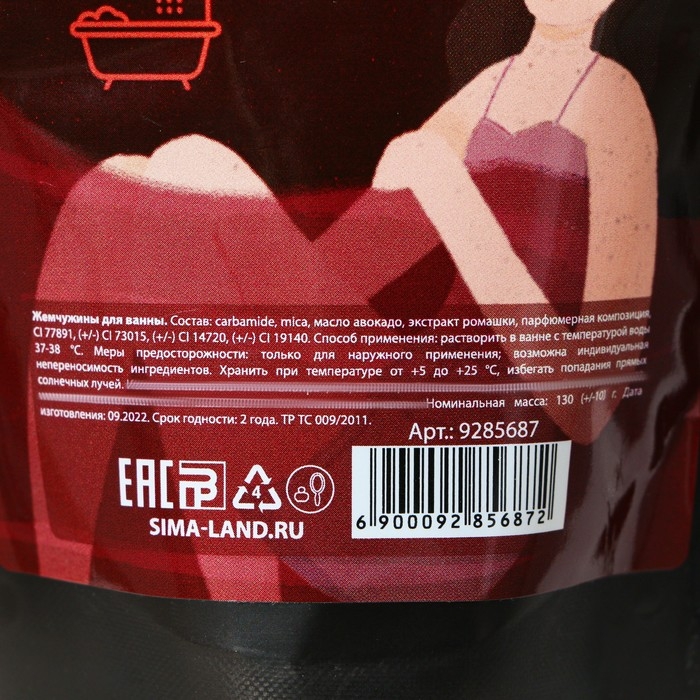 Жемчужины для ванны. Состав: carbamide, mica, масло авокадо, экстракт ромашки, парфюмерная композиция,
CI 77891, (+/-) CI 73015, (+/-) CI 14720, (+/-) CI 19140. Способ применения: растворить в ванне с температурой воды
37-38 °C. Меры предосторожности: только для наружного применения; возможна индивидуальная
непереносимость ингредиентов. Хранить при температуре от +5 до +25 °C, избегать попадания прямых
солнечных лучей.
Номинальная масса: 130 (+/-10) г. Дата
изготовления: 09.2022. Срок годности: 2 года. ТР ТС 009/2011.
Арт.: 9285687
EAC
4
SIMA-LAND.RU
6 900092 856872